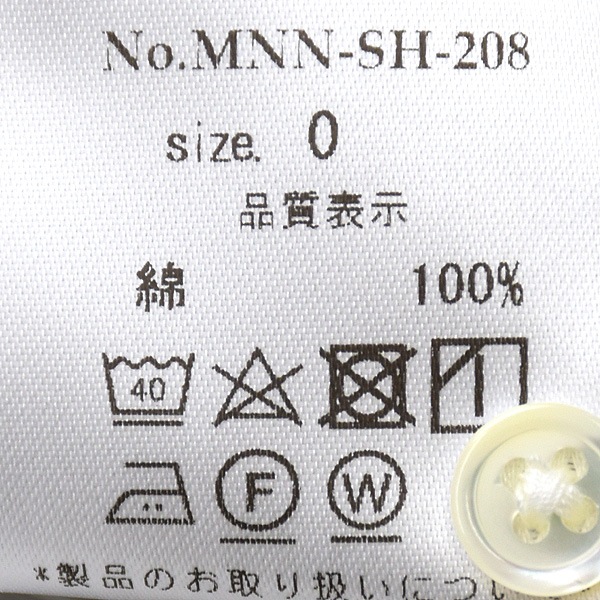 No.MNN-SH-208
size. 0
品質表示
綿 100%
40
F W
*製品のお取り扱いについ